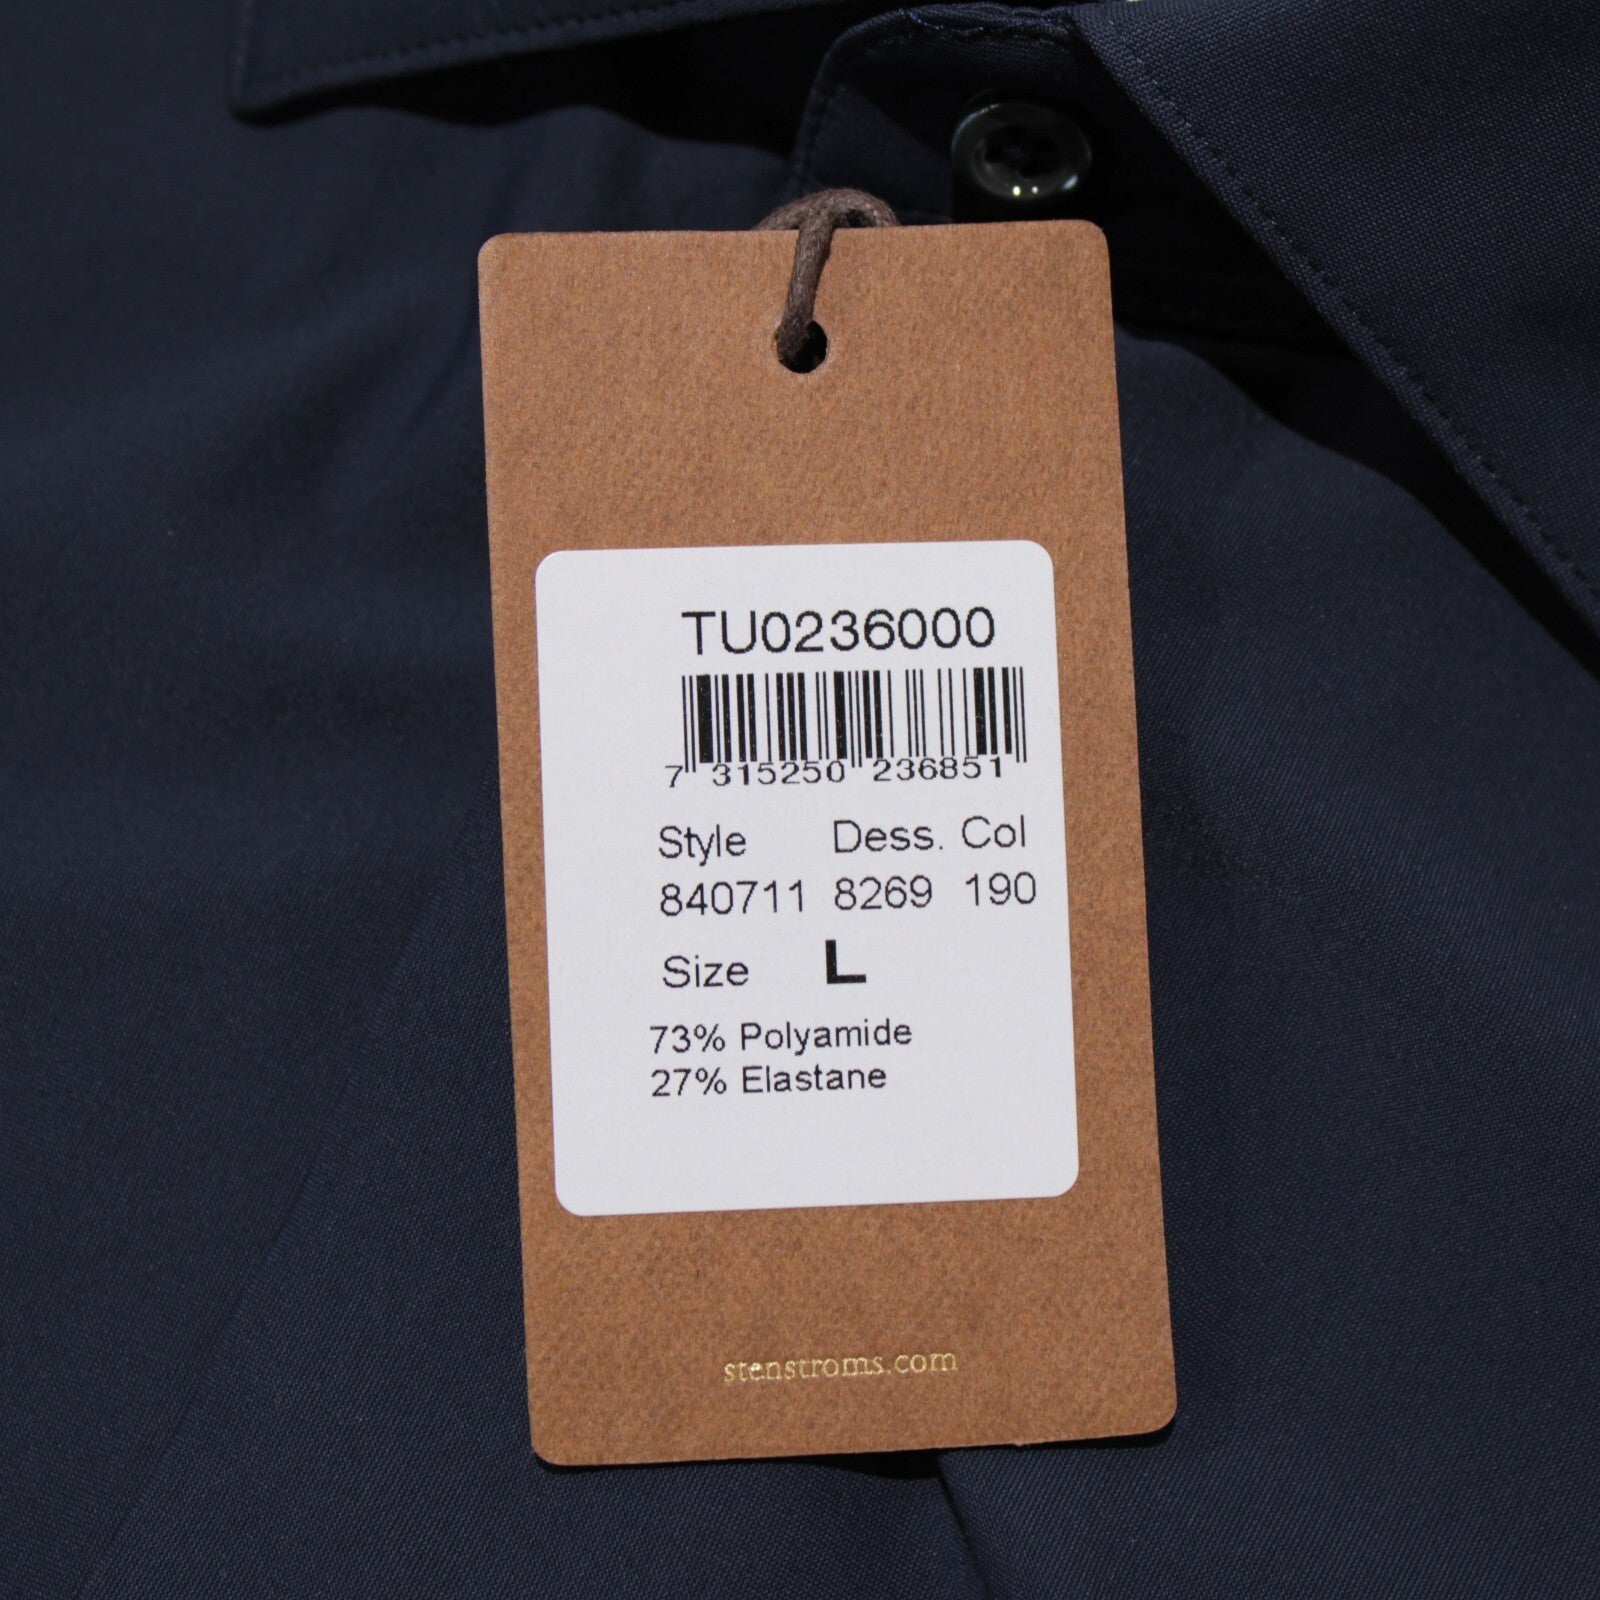 TU0236000
7 315250 236851
Style Dess. Col
840711 8269 190
Size L
73% Polyamide
27% Elastane
stenstroms.com